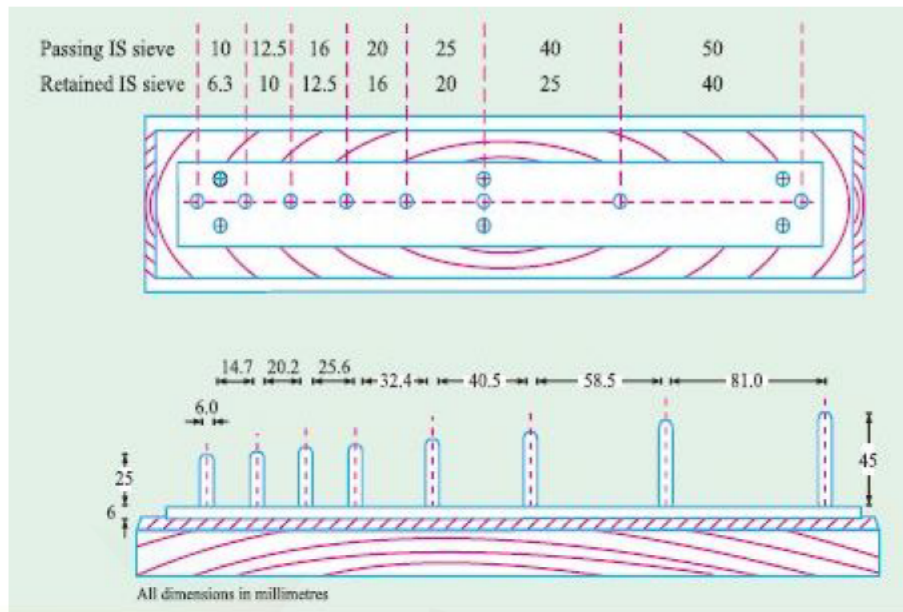 Passing IS sieve 10 12.5 16 20 25 40 50
Retained IS sieve 6.3 10 12.5 16 20 25 40
14.7 20.2 25.6 32.4 40.5 58.5 81.0
6.0
25
45
6
All dimensions in millimetres